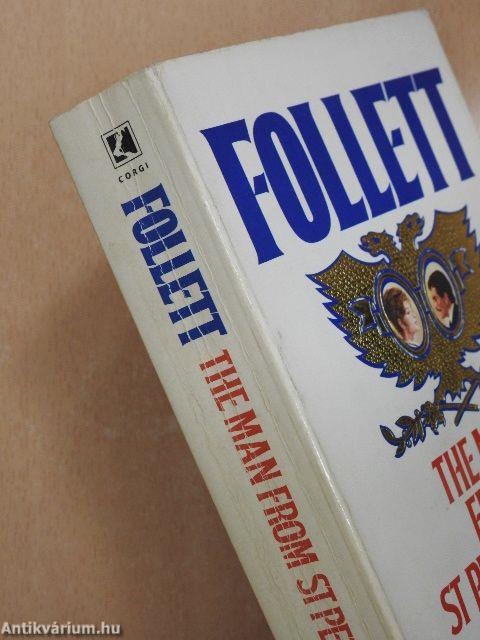 CORGI
FOLLETT
THE MAN FROM ST PE
FOLLETT
THE
ST
Antikvárium.hu